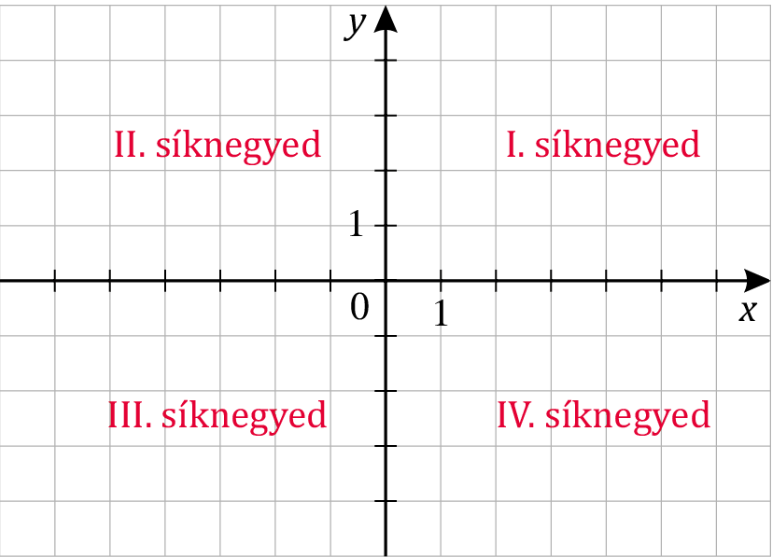 y
II. síknegyed
I. síknegyed
1
0
1
x
III. síknegyed
IV. síknegyed